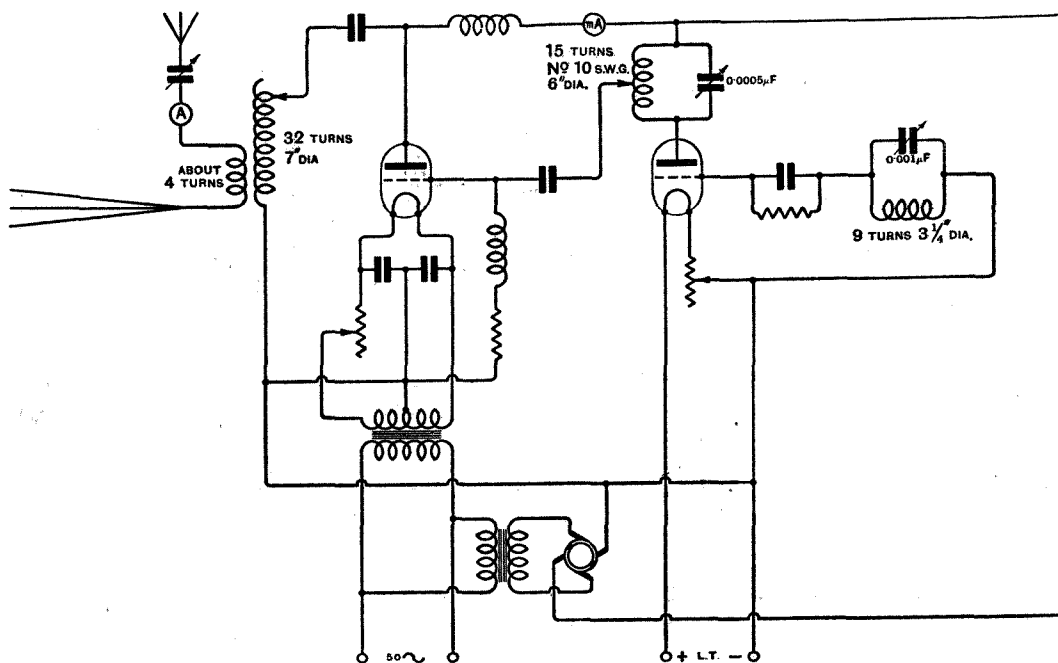 mA
15 TURNS
Nº 10 S.W.G.
6" DIA.
0·0005µF
A
32 TURNS
7" DIA
ABOUT
4 TURNS
0·001µF
9 TURNS 3¼" DIA.
50~
+ L.T. -